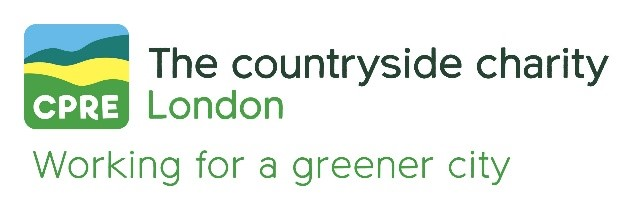 The countryside charity
CPRE London
Working for a greener city